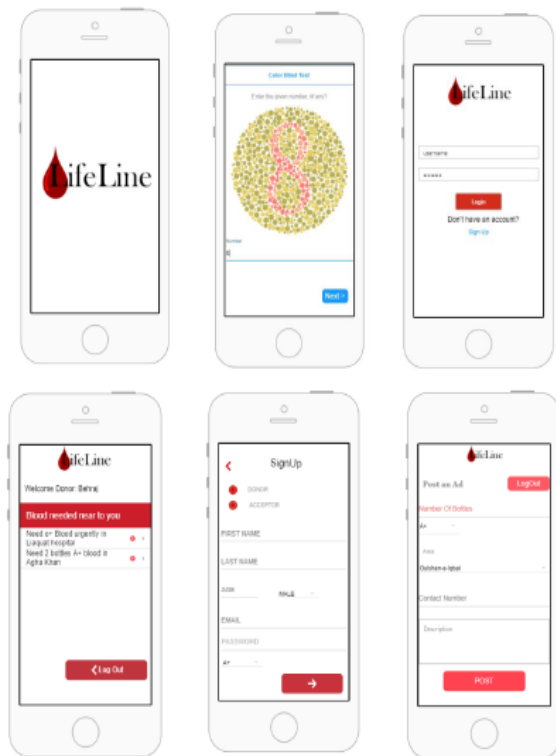 LifeLine
Color Blind Test
Enter the given number, if any?
8
Number
Next >
LifeLine
username
Login
Don't have an account?
Sign-Up
LifeLine
Welcome Donor: Behraj
Blood needed near to you
Need o+ Blood urgently in
Liaquat hospital
Need 2 bottles A+ blood in
Agha Khan
Log Out
SignUp
DONOR
ACCEPTOR
FIRST NAME
LAST NAME
MALE
EMAIL
PASSWORD
A+
LifeLine
Post an Ad
LogOut
Number Of Bottles
A+
Area
Gulshan-e-Iqbal
Contact Number
Description
POST